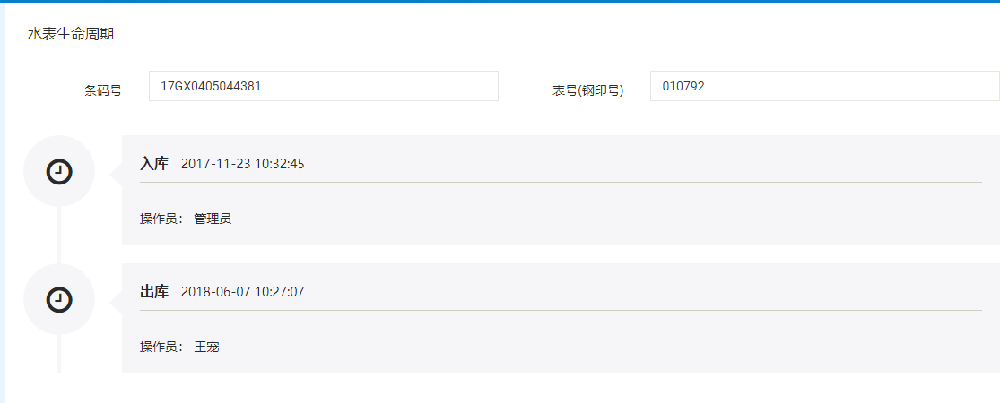 水表生命周期
条码号 17GX0405044381 表号(钢印号) 010792
入库 2017-11-23 10:32:45
操作员： 管理员
出库 2018-06-07 10:27:07
操作员： 王宠